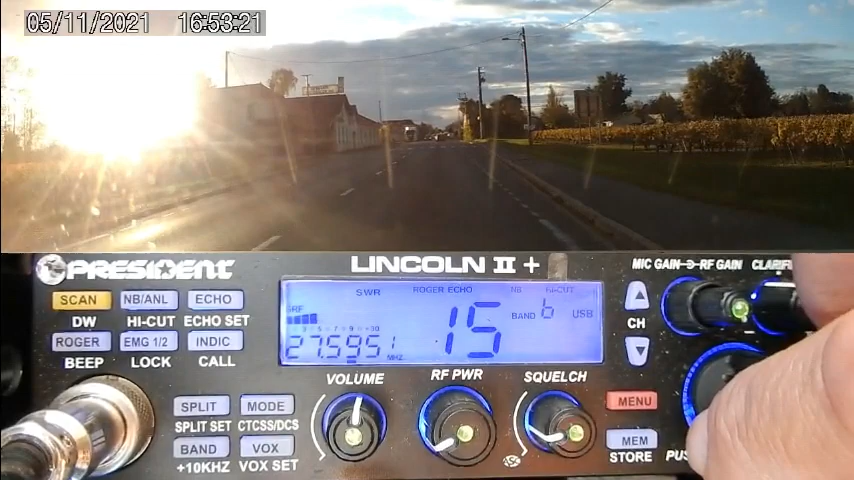 05/11/2021 16:53:21
PRESIDENT LINCOLN II + MIC GAIN RF GAIN
SCAN NB/ANL ECHO
DW HI-CUT ECHO SET
ROGER EMG 1/2 INDIC
BEEP LOCK CALL
SWR ROGER ECHO NB HI-CUT
BAND b USB
15
MHZ
CH
VOLUME RF PWR SQUELCH
SPLIT MODE MENU
SPLIT SET CTCSS/DCS
BAND VOX MEM
+10KHZ VOX SET STORE